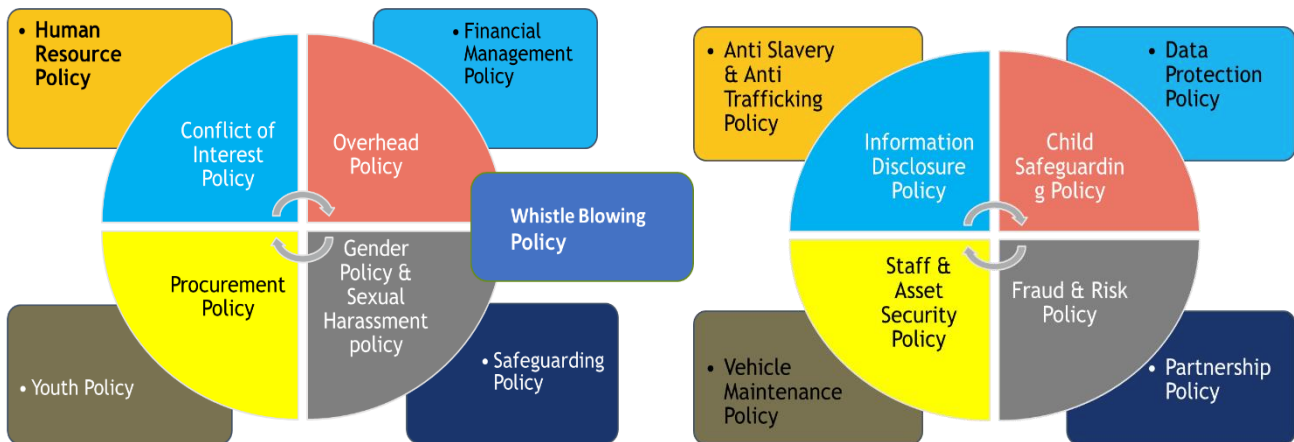 • Human
Resource
Policy
• Financial
Management
Policy
Conflict of
Interest
Policy
Overhead
Policy
Whistle Blowing
Policy
Procurement
Policy
Gender
Policy &
Sexual
Harassment
policy
• Youth Policy
• Safeguarding
Policy
• Anti Slavery
& Anti
Trafficking
Policy
• Data
Protection
Policy
Information
Disclosure
Policy
Child
Safeguardin
g Policy
Staff &
Asset
Security
Policy
Fraud & Risk
Policy
• Vehicle
Maintenance
Policy
• Partnership
Policy